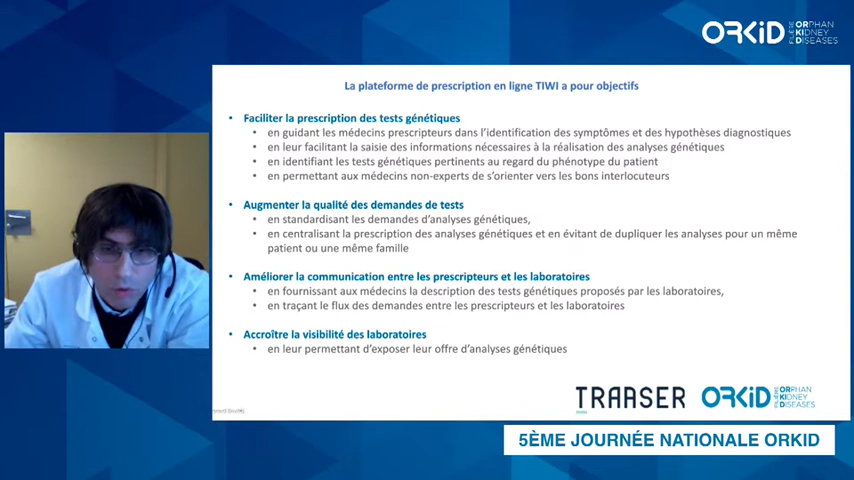 ORKID
FILIÈRE
ORPHAN
KIDNEY
DISEASES
La plateforme de prescription en ligne TIWI a pour objectifs
• Faciliter la prescription des tests génétiques
• en guidant les médecins prescripteurs dans l'identification des symptômes et des hypothèses diagnostiques
• en leur facilitant la saisie des informations nécessaires à la réalisation des analyses génétiques
• en identifiant les tests génétiques pertinents au regard du phénotype du patient
• en permettant aux médecins non-experts de s'orienter vers les bons interlocuteurs
• Augmenter la qualité des demandes de tests
• en standardisant les demandes d'analyses génétiques,
• en centralisant la prescription des analyses génétiques et en évitant de dupliquer les analyses pour un même
patient ou une même famille
• Améliorer la communication entre les prescripteurs et les laboratoires
• en fournissant aux médecins la description des tests génétiques proposés par les laboratoires,
• en traçant le flux des demandes entre les prescripteurs et les laboratoires
• Accroître la visibilité des laboratoires
• en leur permettant d'exposer leur offre d'analyses génétiques
TRAASER
ORKID
FILIÈRE
ORPHAN
KIDNEY
DISEASES
5ÈME JOURNÉE NATIONALE ORKID